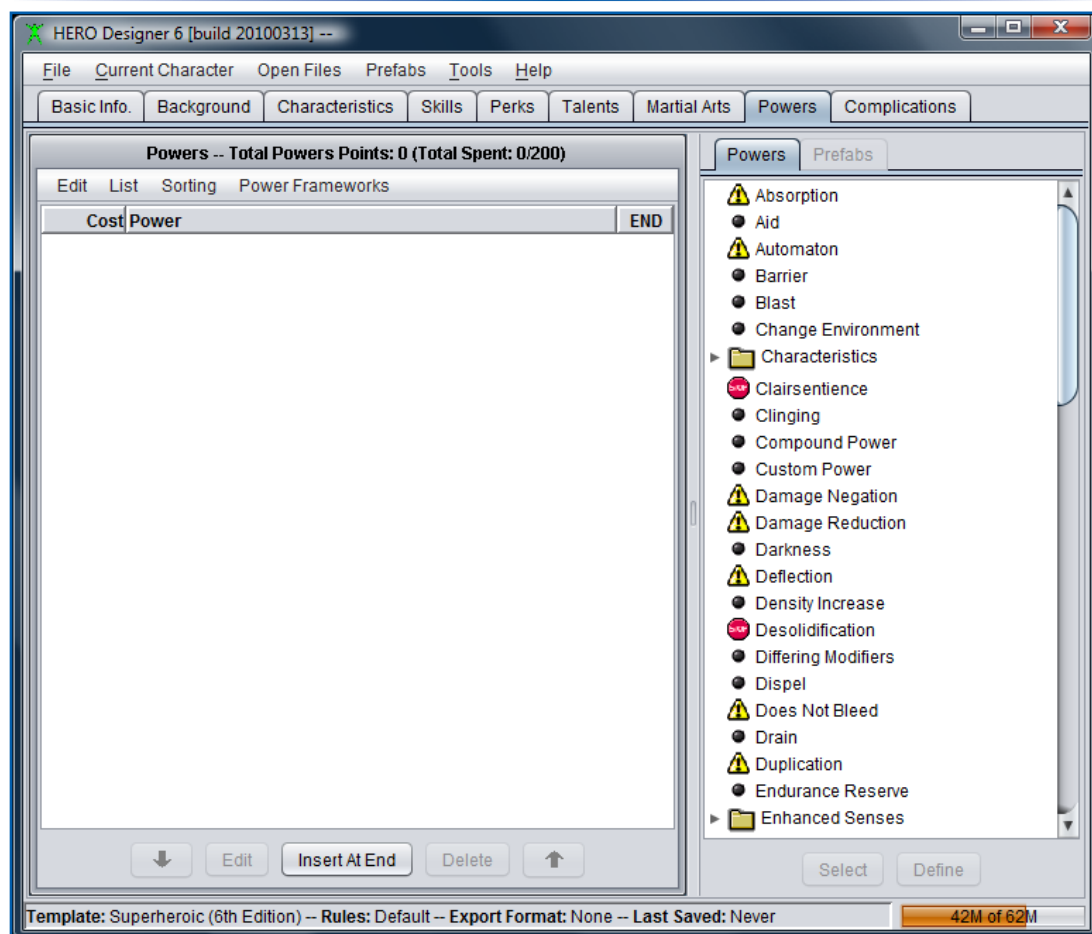 HERO Designer 6 [build 20100313] --
File Current Character Open Files Prefabs Tools Help
Basic Info. Background Characteristics Skills Perks Talents Martial Arts Powers Complications
Powers -- Total Powers Points: 0 (Total Spent: 0/200)
Edit List Sorting Power Frameworks
Cost Power END
Powers Prefabs
Absorption
Aid
Automaton
Barrier
Blast
Change Environment
Characteristics
STOP Clairsentience
Clinging
Compound Power
Custom Power
Damage Negation
Damage Reduction
Darkness
Deflection
Density Increase
STOP Desolidification
Differing Modifiers
Dispel
Does Not Bleed
Drain
Duplication
Endurance Reserve
Enhanced Senses
Edit Insert At End Delete
Select Define
Template: Superheroic (6th Edition) -- Rules: Default -- Export Format: None -- Last Saved: Never
42M of 62M